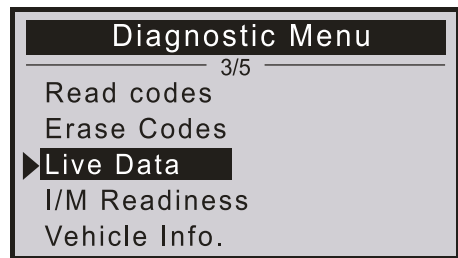 Diagnostic Menu
3/5
Read codes
Erase Codes
Live Data
I/M Readiness
Vehicle Info.